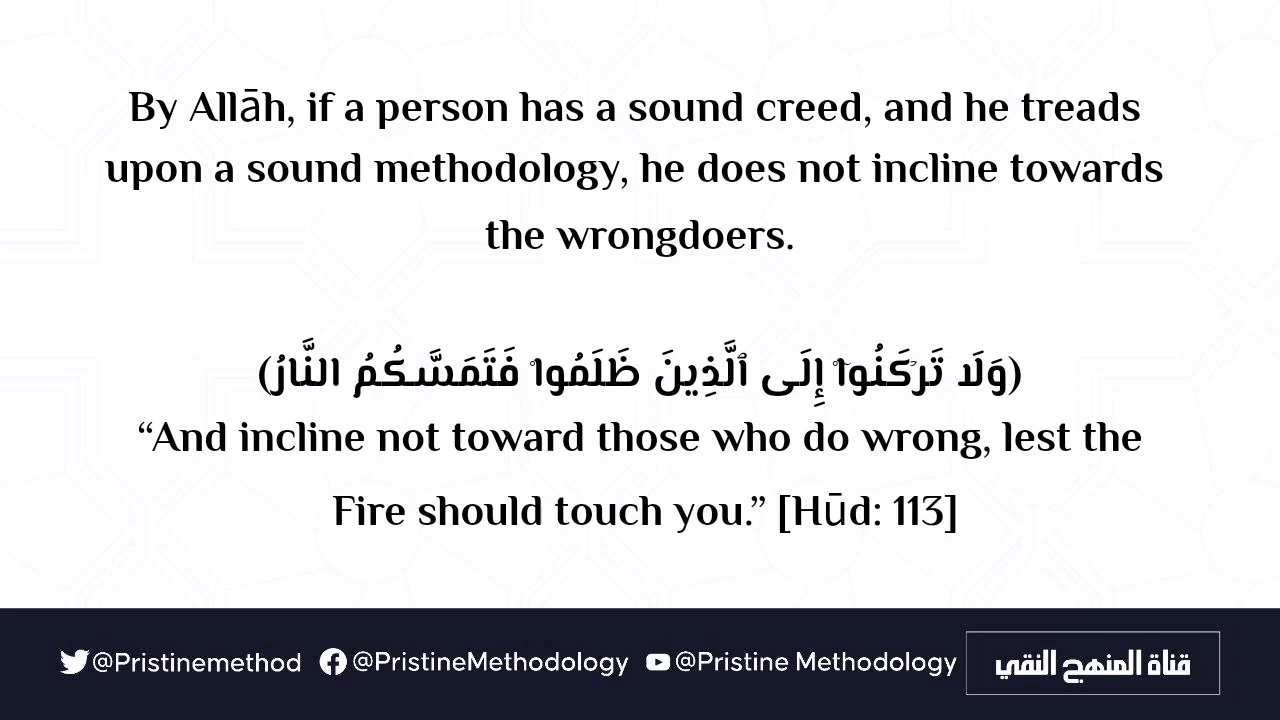 By Allāh, if a person has a sound creed, and he treads
upon a sound methodology, he does not incline towards
the wrongdoers.
(وَلَا تَرۡكَنُوٓا۟ إِلَى ٱلَّذِينَ ظَلَمُوا۟ فَتَمَسَّكُمُ النَّارُ)
“And incline not toward those who do wrong, lest the
Fire should touch you.” [Hūd: 113]
@Pristinemethod @PristineMethodology @Pristine Methodology قناة المنهج النقي